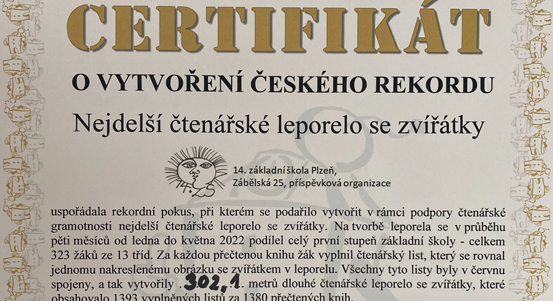 CERTIFIKÁT
O VYTVOŘENÍ ČESKÉHO REKORDU
Nejdelší čtenářské leporelo se zvířátky
14. základní škola Plzeň,
Zábělská 25, příspěvková organizace
uspořádala rekordní pokus, při kterém se podařilo vytvořit v rámci podpory čtenářské
gramotnosti nejdelší čtenářské leporelo se zvířátky. Na tvorbě leporela se v průběhu
pěti měsíců od ledna do května 2022 podílel celý první stupeň základní školy - celkem
323 žáků ze 13 tříd. Za každou přečtenou knihu žák vyplnil čtenářský list, který se rovnal
jednomu nakreslenému obrázku se zvířátkem v leporelu. Všechny tyto listy byly v červnu
spojeny, a tak vytvořily .302,1. metrů dlouhé čtenářské leporelo se zvířátky, které
obsahovalo 1393 vyplněných listů za 1380 přečtených knih.